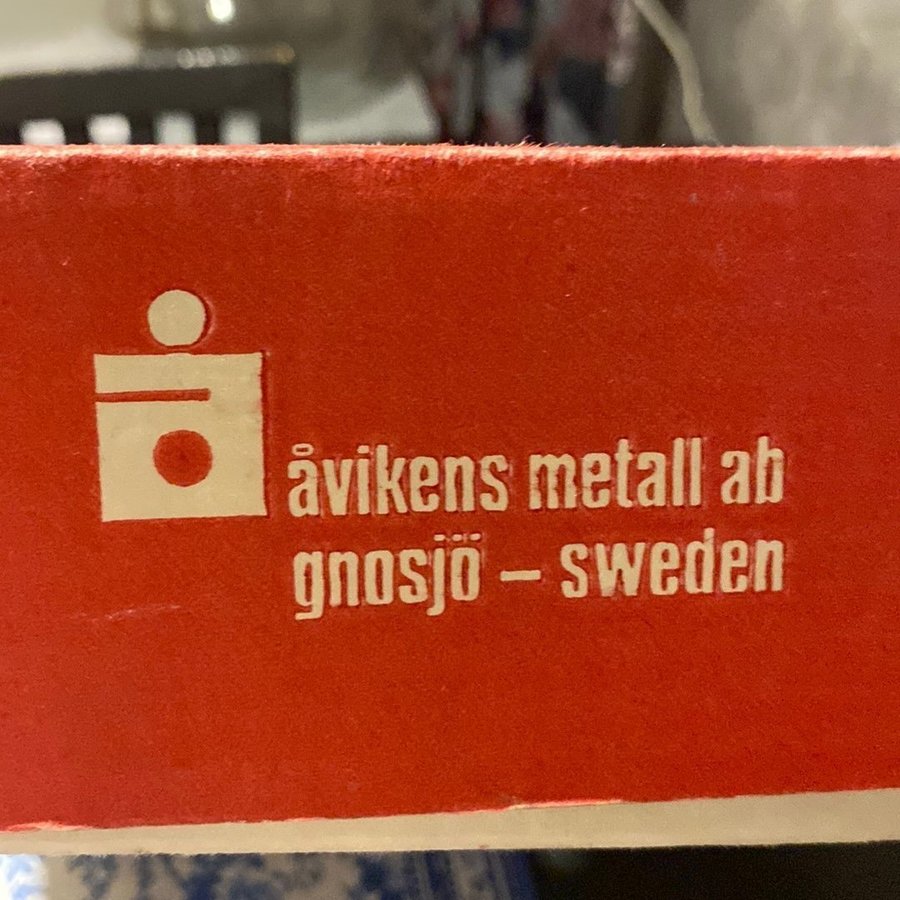 åvikens metall ab
gnosjö – sweden